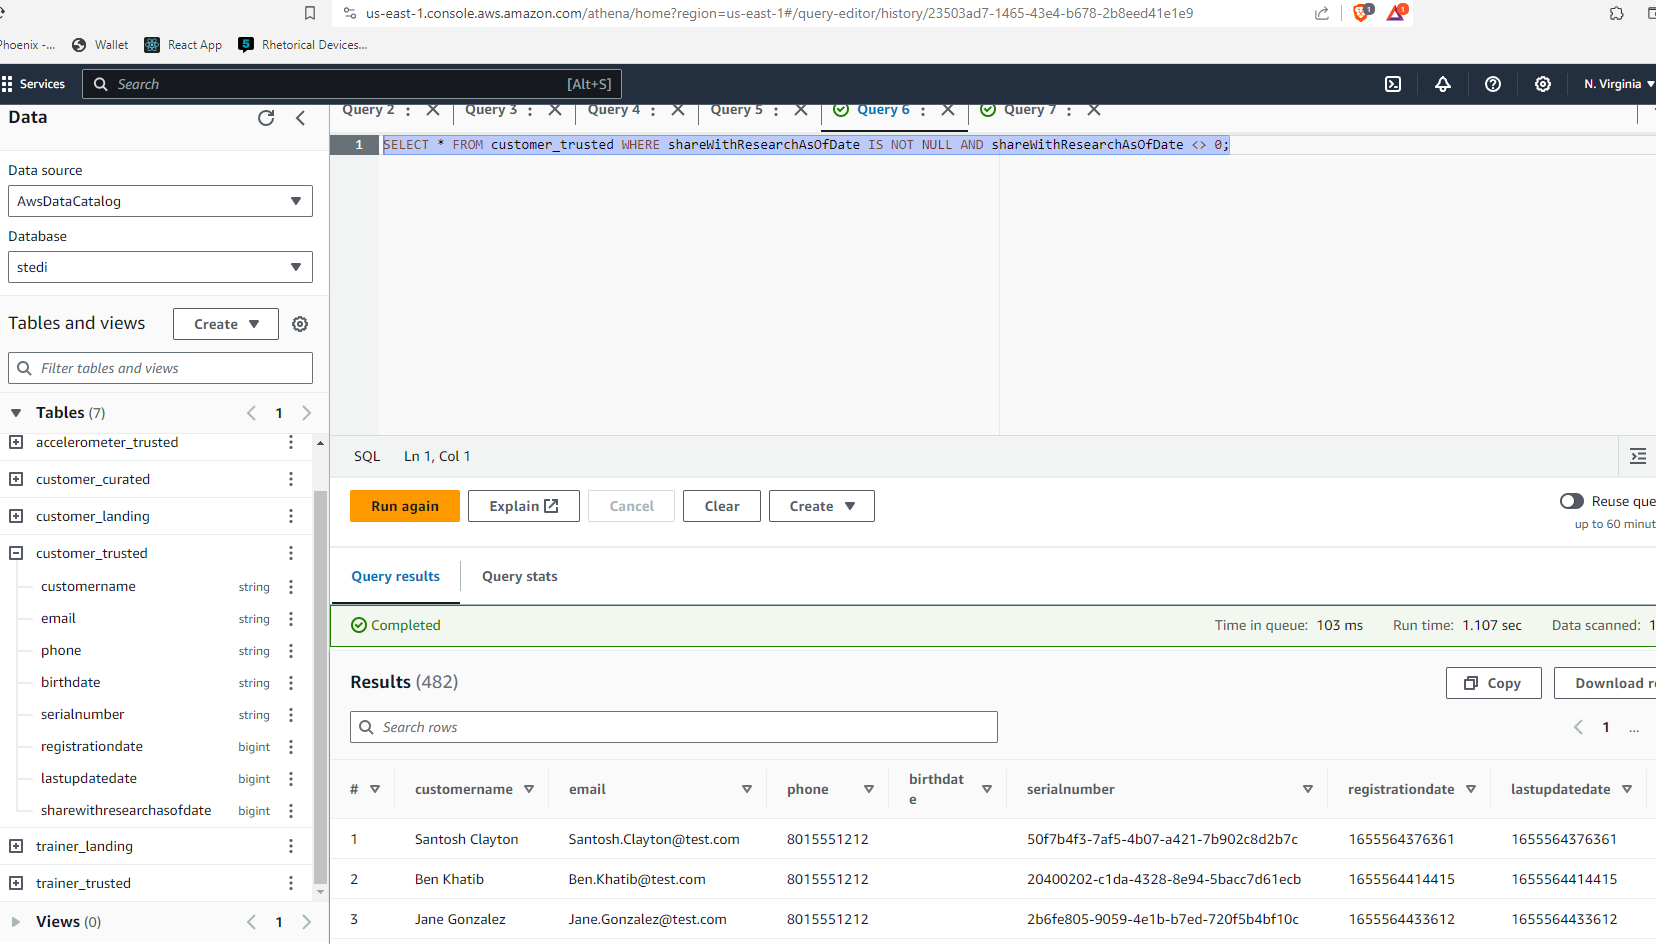 us-east-1.console.aws.amazon.com/athena/home?region=us-east-1#/query-editor/history/23503ad7-1465-43e4-b678-2b8eed41e1e9
1
1
Phoenix -... Wallet React App 5 Rhetorical Devices...
Services Search [Alt+S] N. Virginia
Data
Query 2 Query 3 Query 4 Query 5 Query 6 Query 7
1 SELECT * FROM customer_trusted WHERE shareWithResearchAsOfDate IS NOT NULL AND shareWithResearchAsOfDate <> 0;
Data source
AwsDataCatalog
Database
stedi
Tables and views Create
Filter tables and views
Tables (7) 1
accelerometer_trusted
customer_curated
customer_landing
customer_trusted
customername string
email string
phone string
birthdate string
serialnumber string
registrationdate bigint
lastupdatedate bigint
sharewithresearchasofdate bigint
trainer_landing
trainer_trusted
Views (0) 1
SQL Ln 1, Col 1
Run again Explain Cancel Clear Create
Reuse que
up to 60 minut
Query results Query stats
Completed Time in queue: 103 ms Run time: 1.107 sec Data scanned: 1
Results (482) Copy Download re
Search rows 1 ...
# customername email phone birthdat
e serialnumber registrationdate lastupdatedate
1 Santosh Clayton Santosh.Clayton@test.com 8015551212 50f7b4f3-7af5-4b07-a421-7b902c8d2b7c 1655564376361 1655564376361
2 Ben Khatib Ben.Khatib@test.com 8015551212 20400202-c1da-4328-8e94-5bacc7d61ecb 1655564414415 1655564414415
3 Jane Gonzalez Jane.Gonzalez@test.com 8015551212 2b6fe805-9059-4e1b-b7ed-720f5b4bf10c 1655564433612 1655564433612